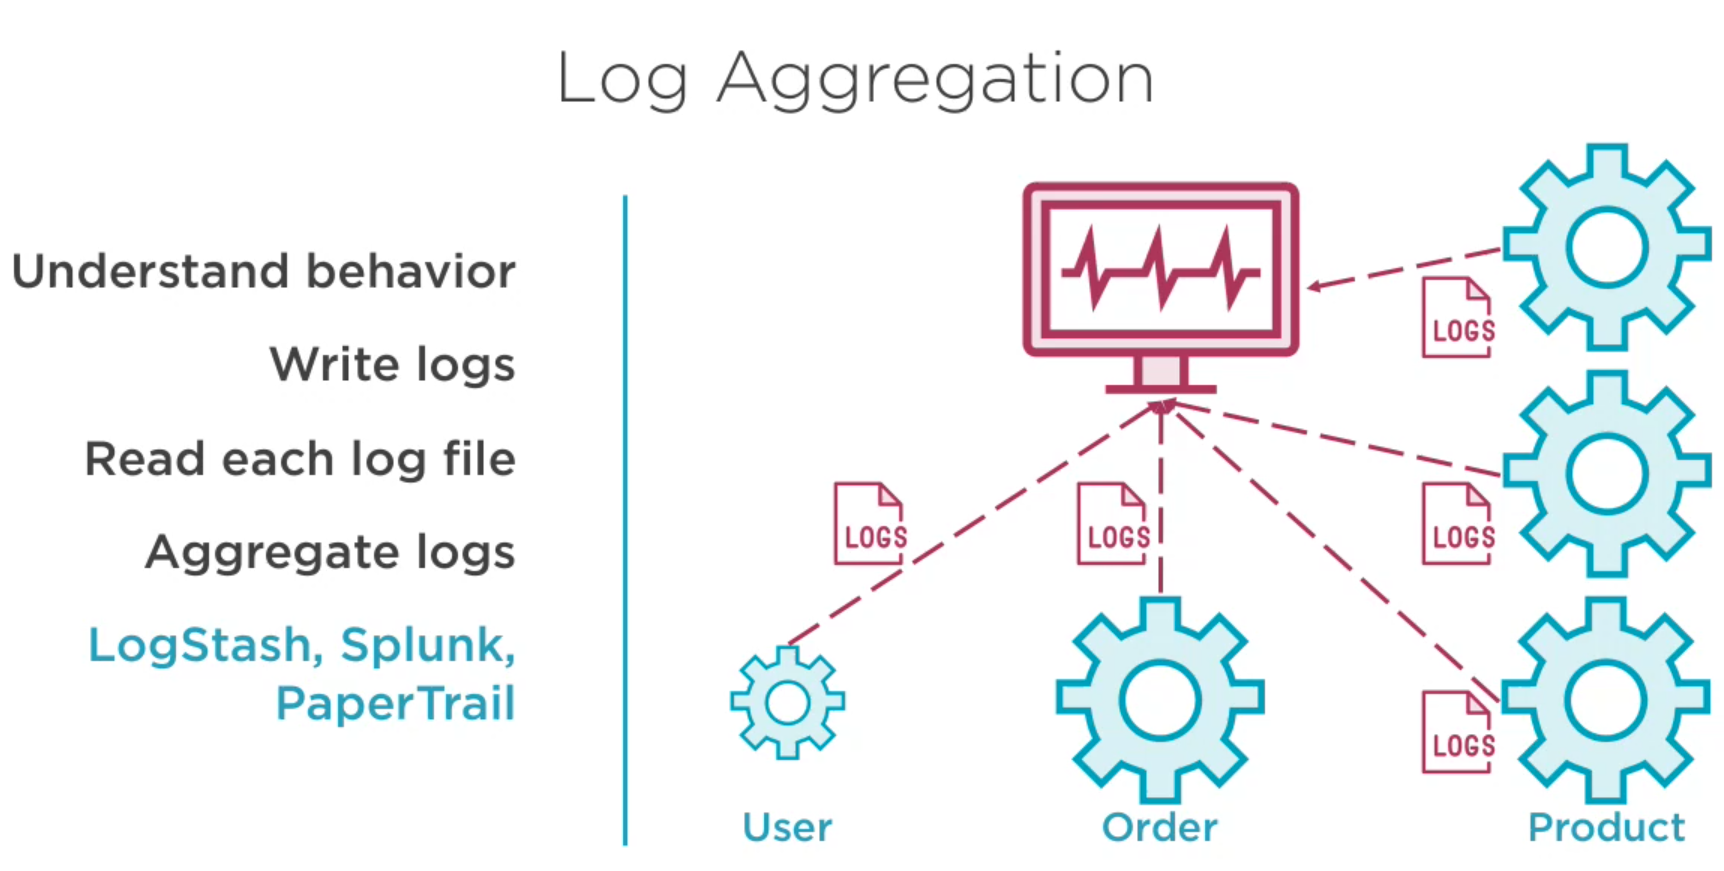 Log Aggregation
Understand behavior
Write logs
Read each log file
Aggregate logs
LogStash, Splunk,
PaperTrail
LOGS
LOGS
LOGS
LOGS
LOGS
User
Order
Product